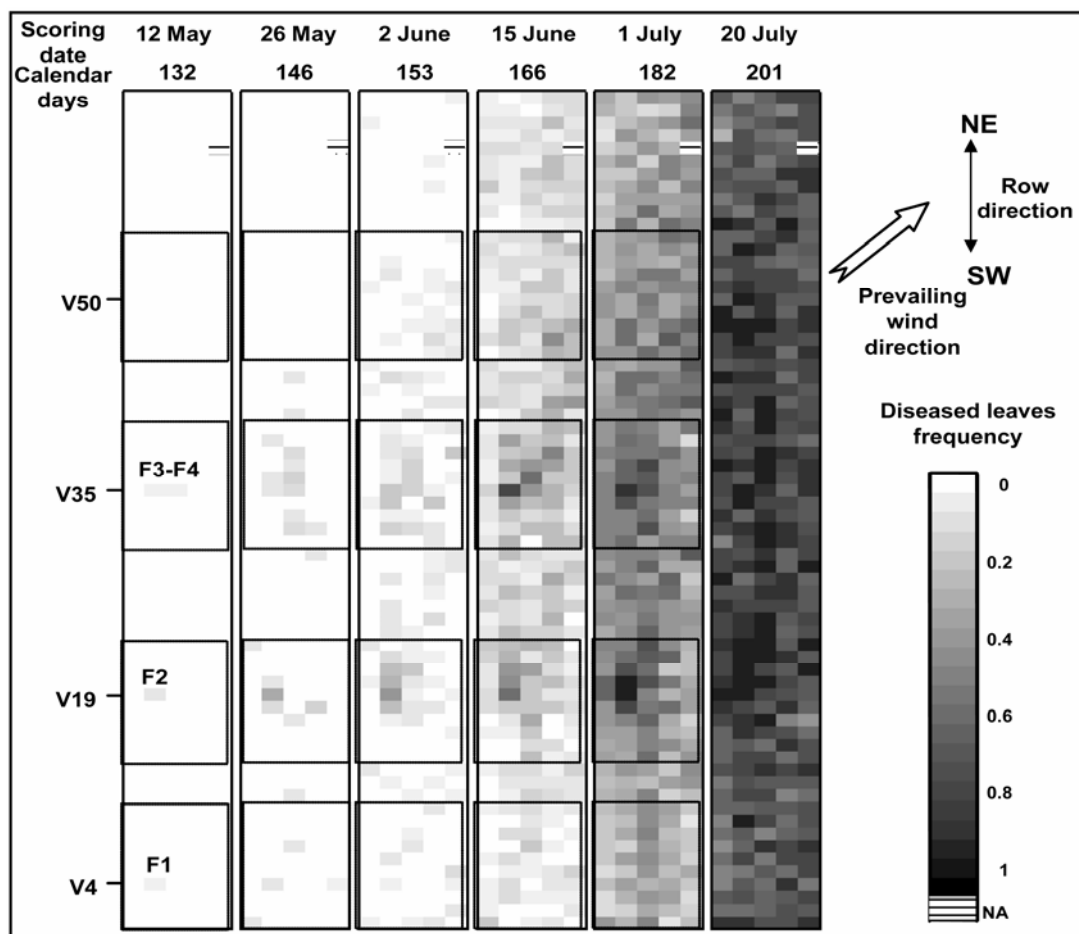 Scoring date
12 May 26 May 2 June 15 June 1 July 20 July
Calendar days
132 146 153 166 182 201
NE
Row direction
SW
Prevailing wind direction
V50
F3-F4
V35
F2
V19
F1
V4
Diseased leaves frequency
0
0.2
0.4
0.6
0.8
1
NA